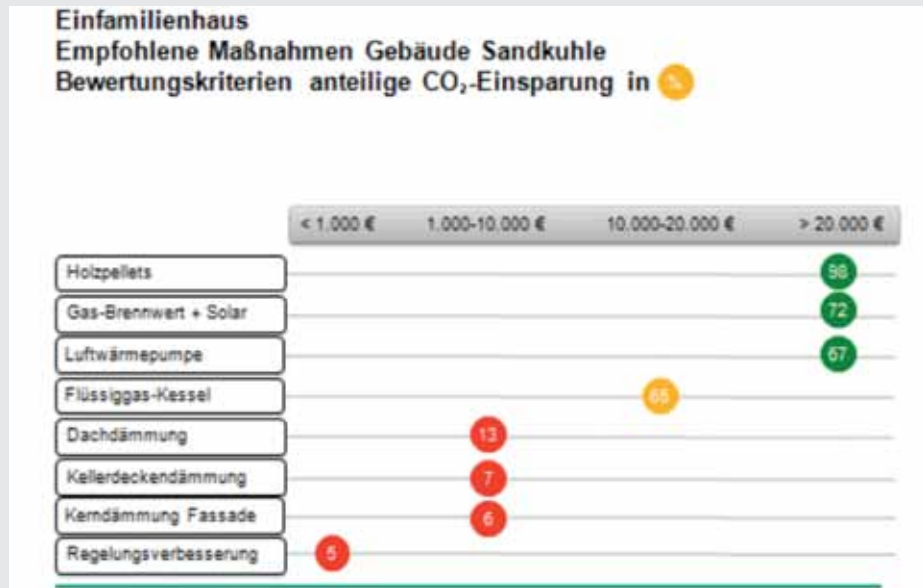 Einfamilienhaus
Empfohlene Maßnahmen Gebäude Sandkuhle
Bewertungskriterien anteilige CO₂-Einsparung in %
< 1.000 € 1.000-10.000 € 10.000-20.000 € > 20.000 €
Holzpellets 98
Gas-Brennwert + Solar 72
Luftwärmepumpe 67
Flüssiggas-Kessel 65
Dachdämmung 13
Kellerdeckendämmung 7
Kerndämmung Fassade 6
Regelungsverbesserung 5